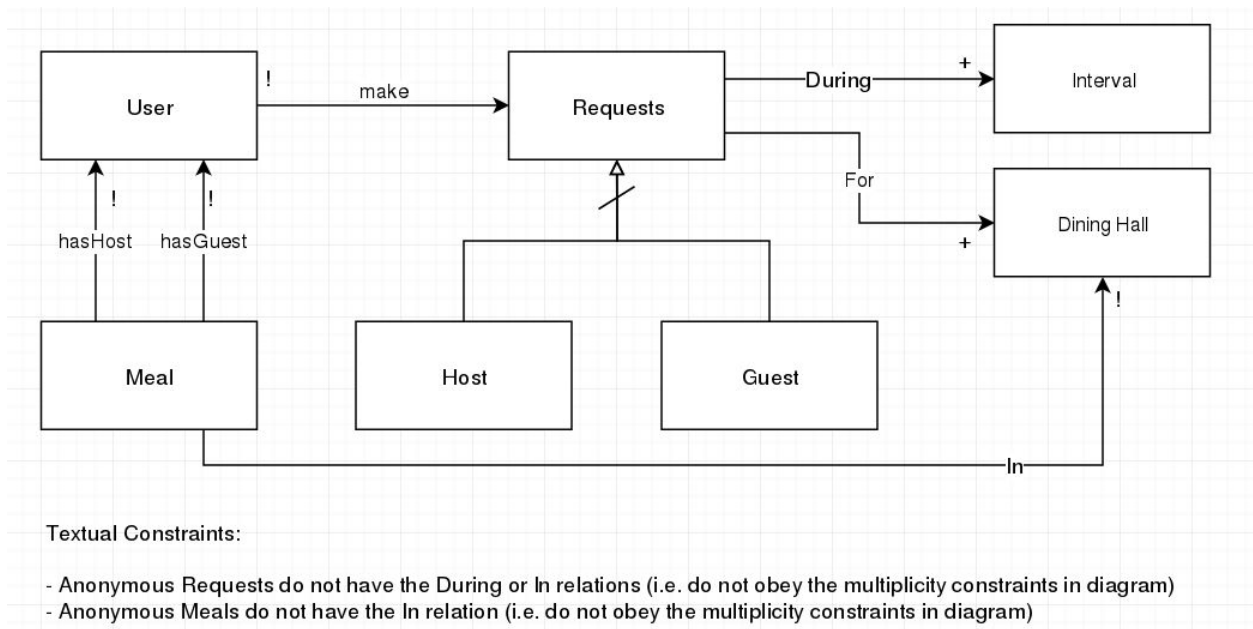 !
+
User
make
Requests
During
Interval
!
!
For
Dining Hall
hasHost
hasGuest
+
!
Meal
Host
Guest
In
Textual Constraints:
- Anonymous Requests do not have the During or In relations (i.e. do not obey the multiplicity constraints in diagram)
- Anonymous Meals do not have the In relation (i.e. do not obey the multiplicity constraints in diagram)